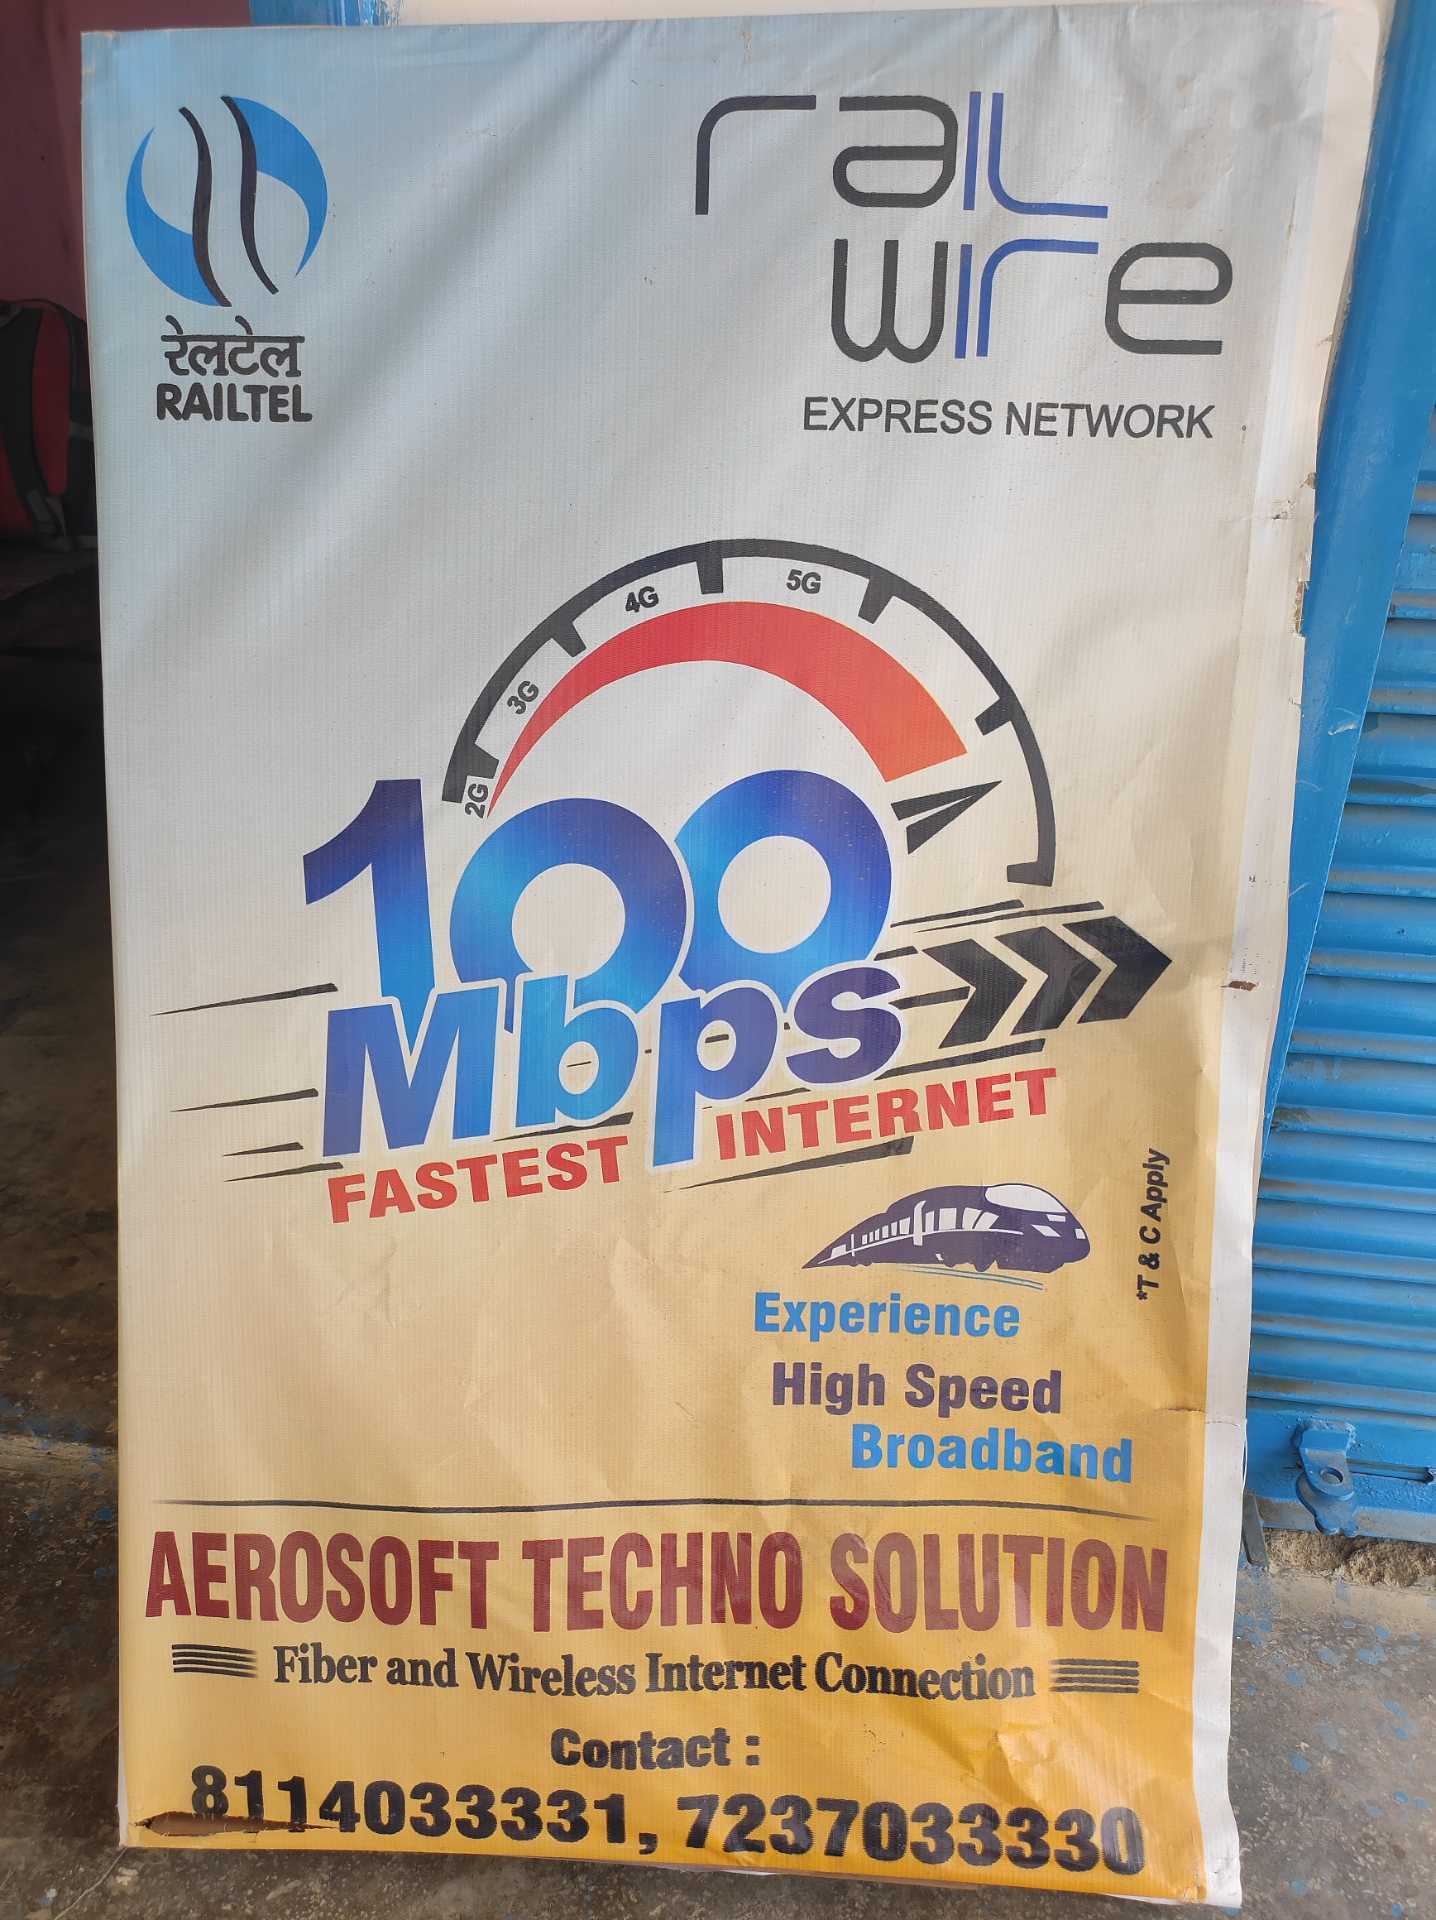 रेलटेल
RAILTEL
raIL
wIre
EXPRESS NETWORK
2G
3G
4G
5G
100
Mbps
FASTEST INTERNET
*T & C Apply
Experience
High Speed
Broadband
AEROSOFT TECHNO SOLUTION
Fiber and Wireless Internet Connection
Contact :
8114033331, 7237033330